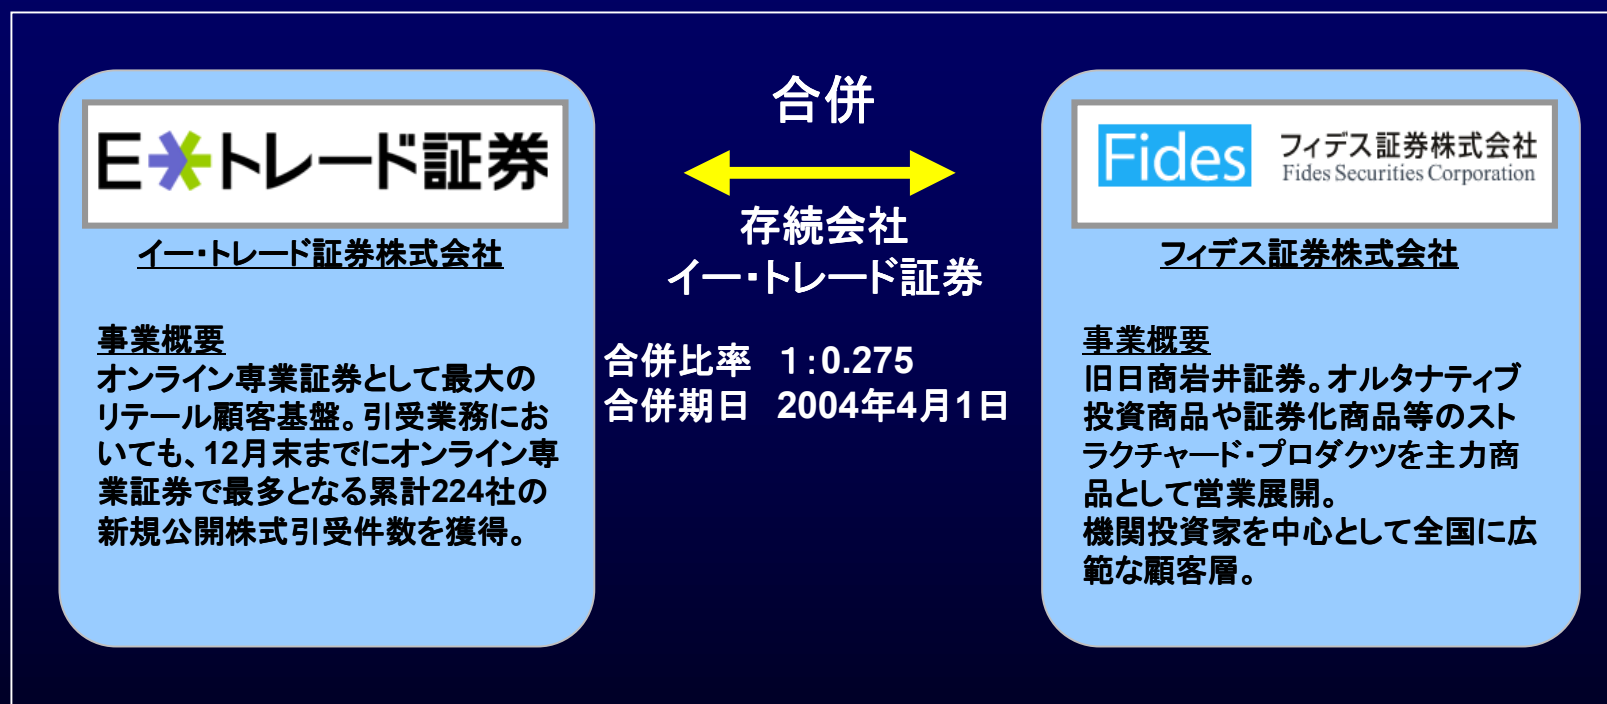 E*トレード証券
イー・トレード証券株式会社
事業概要
オンライン専業証券として最大の
リテール顧客基盤。引受業務にお
いても、12月末までにオンライン専
業証券で最多となる累計224社の
新規公開株式引受件数を獲得。
合併
存続会社
イー・トレード証券
合併比率　1：0.275
合併期日　2004年4月1日
Fides
フィデス証券株式会社
Fides Securities Corporation
フィデス証券株式会社
事業概要
旧日商岩井証券。オルタナティブ
投資商品や証券化商品等のスト
ラクチャード・プロダクツを主力商
品として営業展開。
機関投資家を中心として全国に広
範な顧客層。